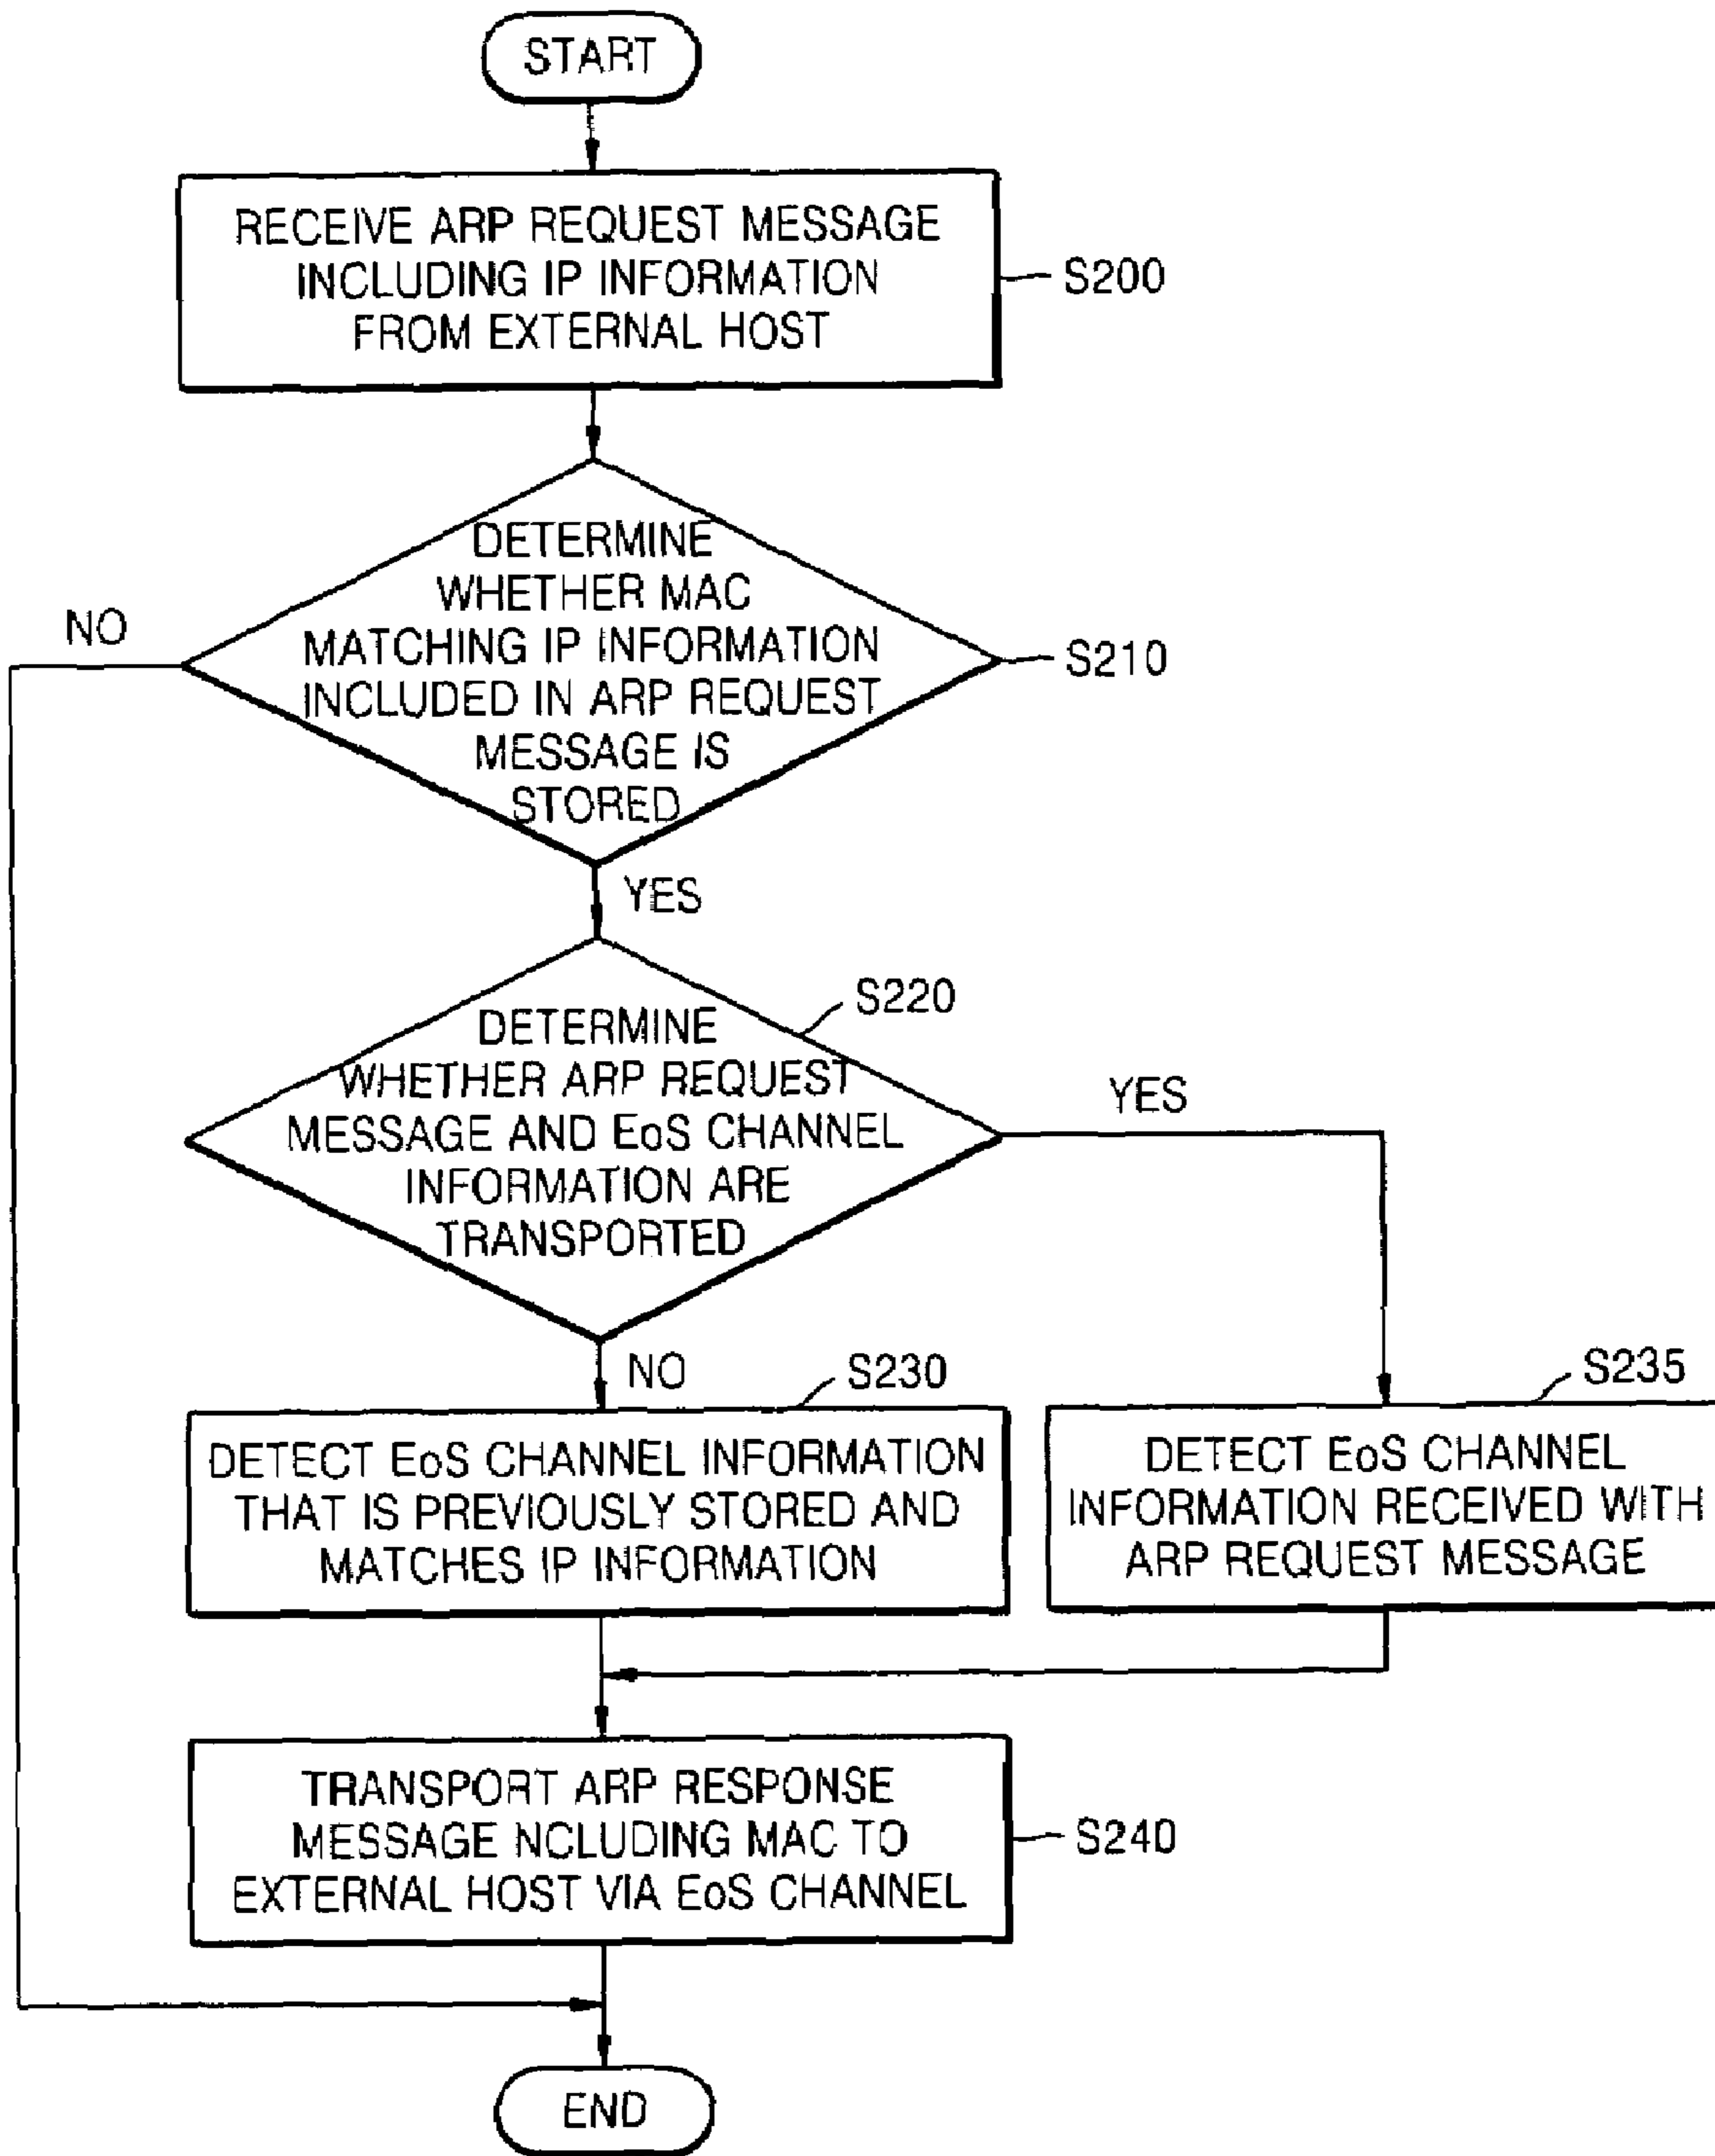 START
RECEIVE ARP REQUEST MESSAGE
INCLUDING IP INFORMATION
FROM EXTERNAL HOST
S200
DETERMINE
WHETHER MAC
MATCHING IP INFORMATION
INCLUDED IN ARP REQUEST
MESSAGE IS
STORED
NO
S210
YES
S220
DETERMINE
WHETHER ARP REQUEST
MESSAGE AND EoS CHANNEL
INFORMATION ARE
TRANSPORTED
YES
NO
S230
DETECT EoS CHANNEL INFORMATION
THAT IS PREVIOUSLY STORED AND
MATCHES IP INFORMATION
S235
DETECT EoS CHANNEL
INFORMATION RECEIVED WITH
ARP REQUEST MESSAGE
TRANSPORT ARP RESPONSE
MESSAGE NCLUDING MAC TO
EXTERNAL HOST VIA EoS CHANNEL
S240
END